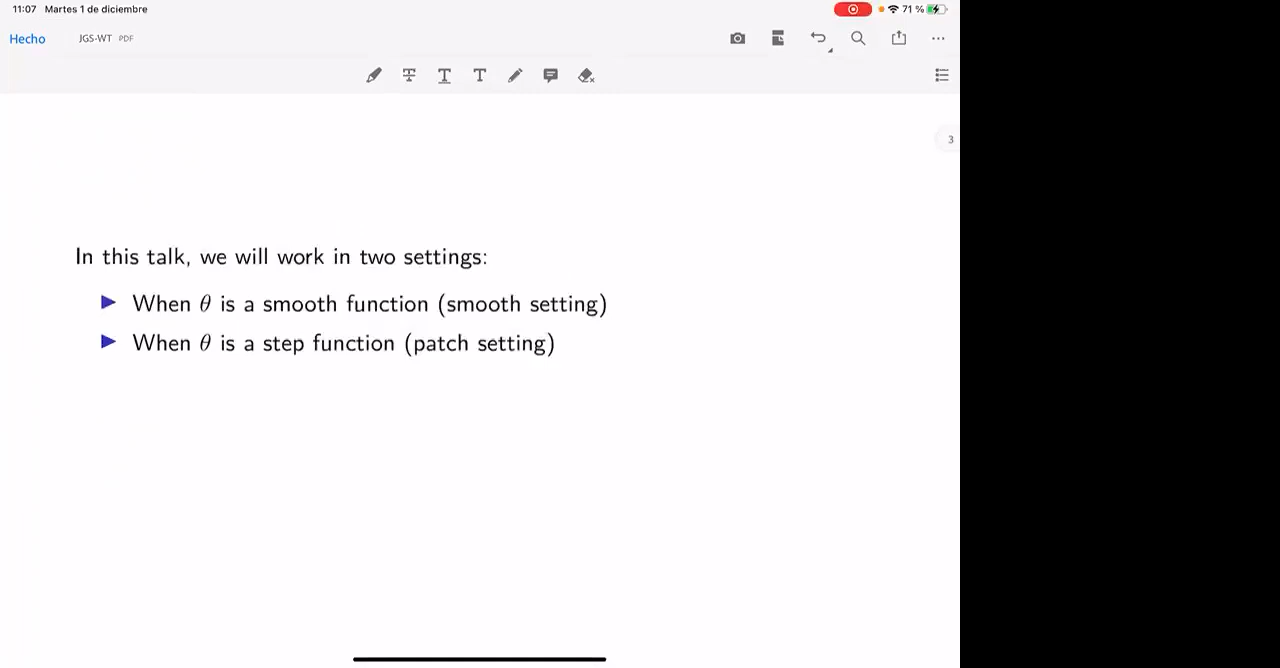 11:07 Martes 1 de diciembre 71 %
Hecho JGS-WT PDF
3
In this talk, we will work in two settings:
▶ When θ is a smooth function (smooth setting)
▶ When θ is a step function (patch setting)